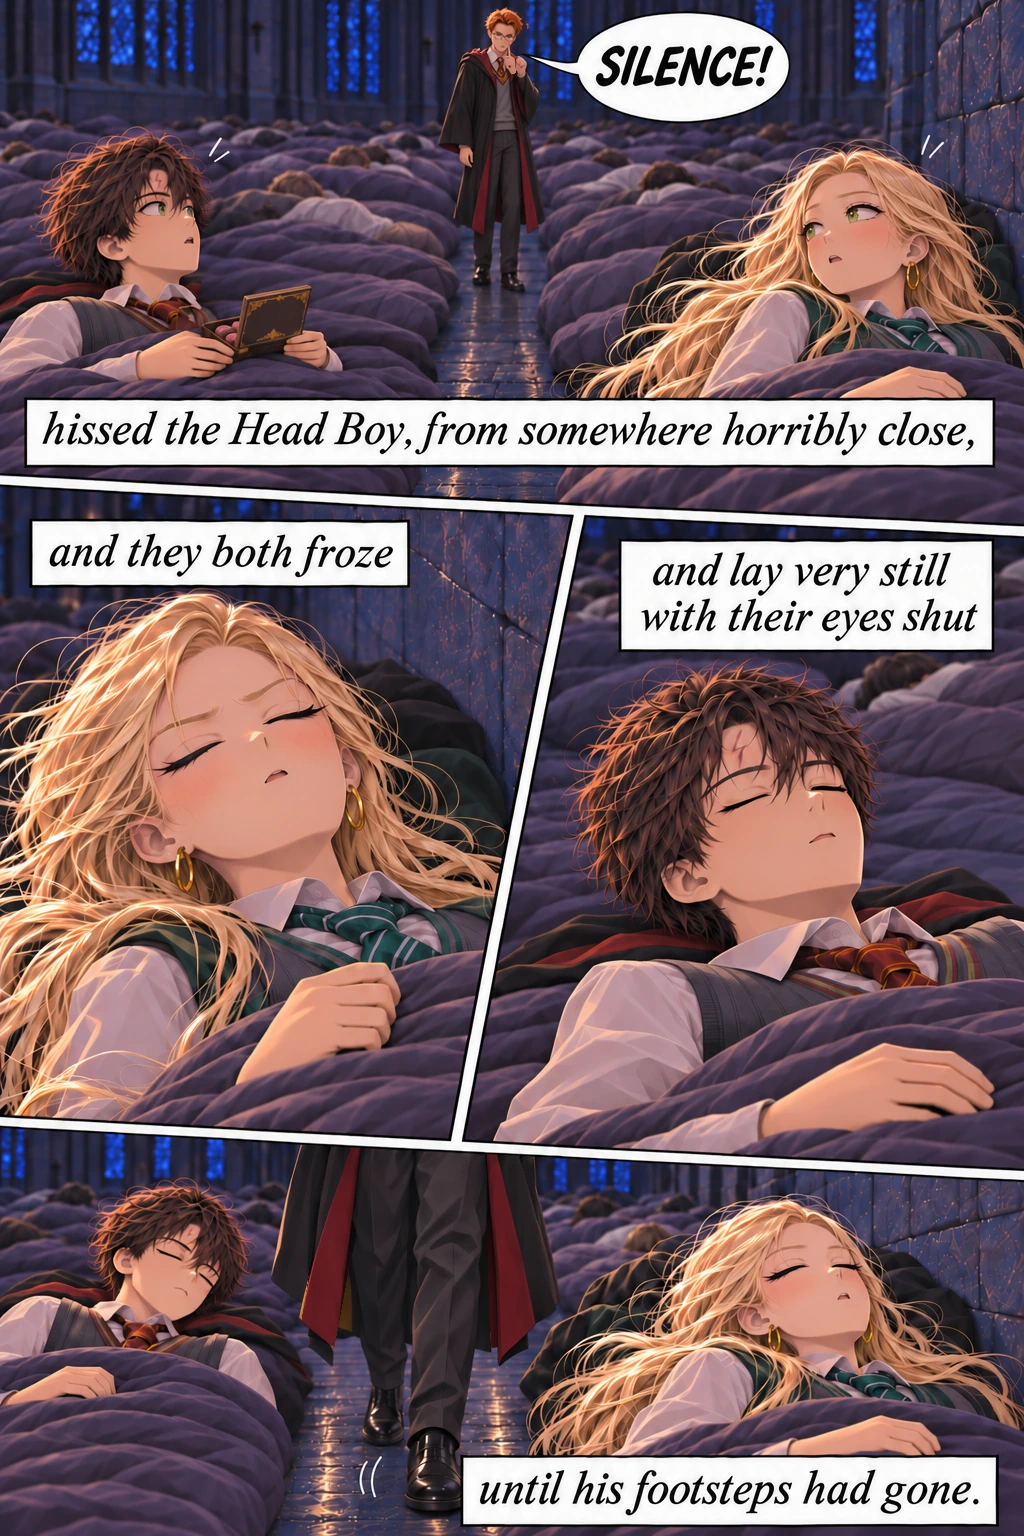 SILENCE!
hissed the Head Boy, from somewhere horribly close,
and they both froze
and lay very still
with their eyes shut
until his footsteps had gone.